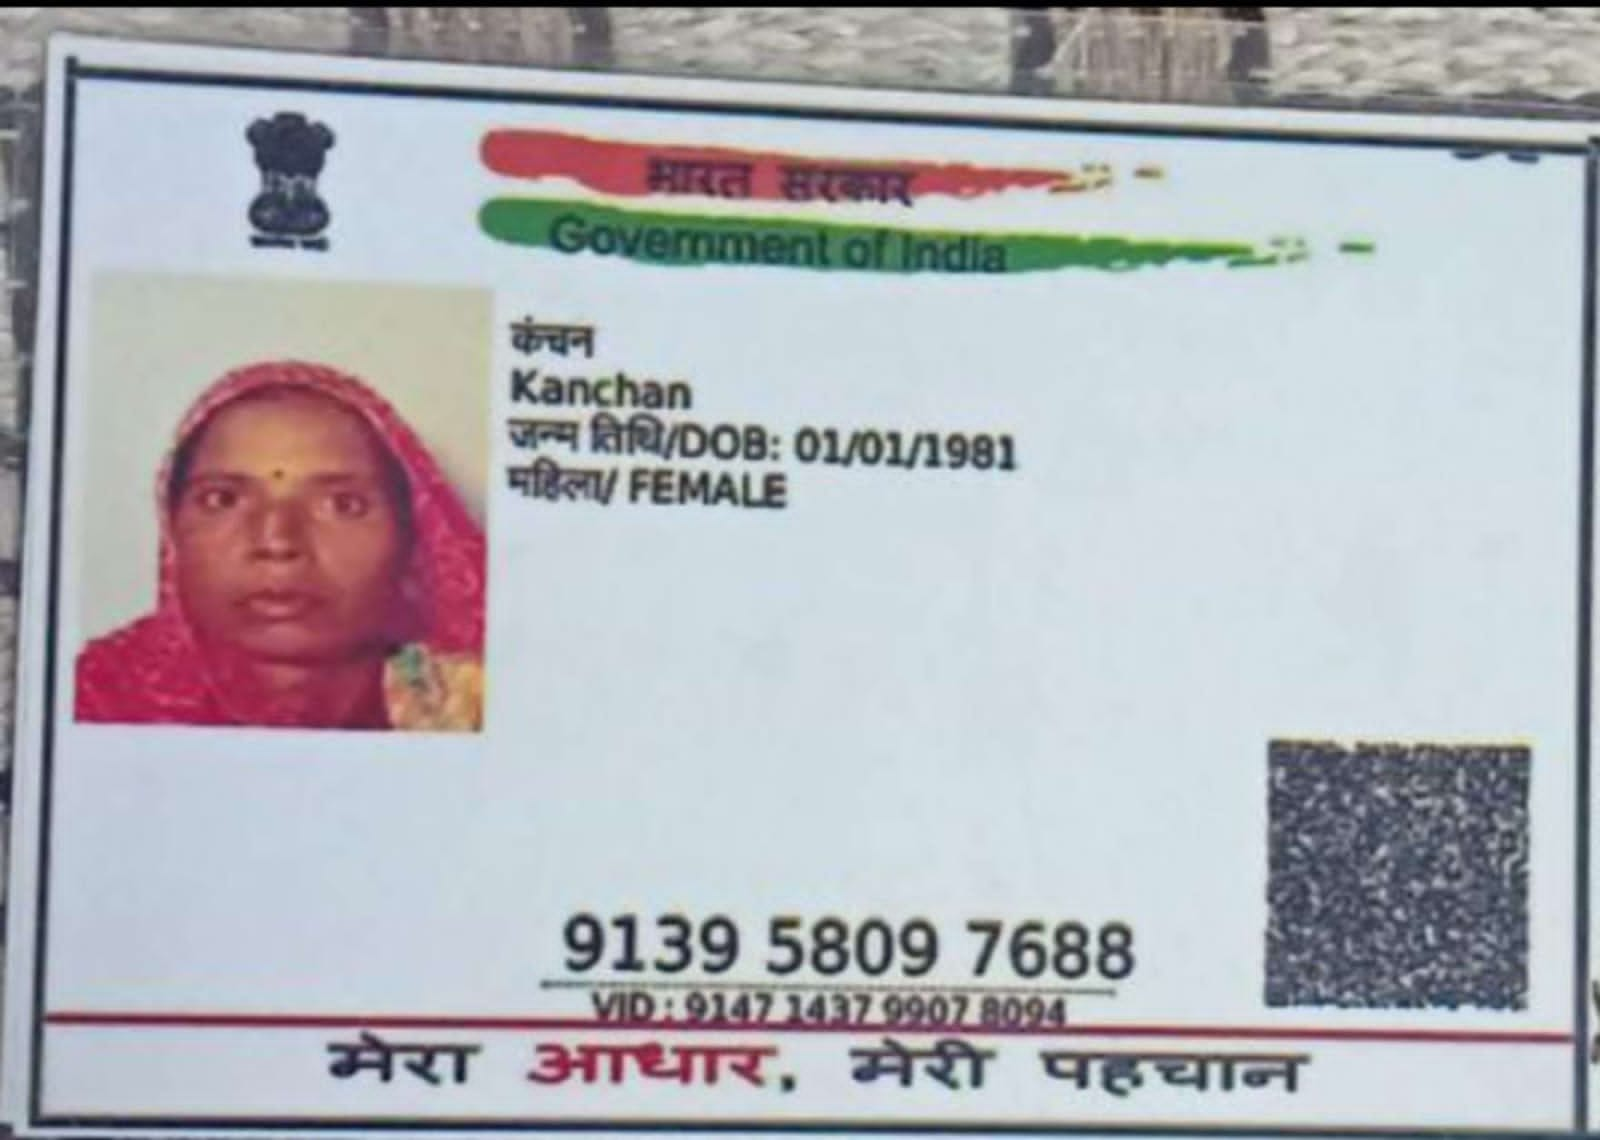 भारत सरकार
Government of India
कंचन
Kanchan
जन्म तिथि/DOB: 01/01/1981
महिला/ FEMALE
9139 5809 7688
VID : 9147 1437 9907 8094
मेरा आधार, मेरी पहचान